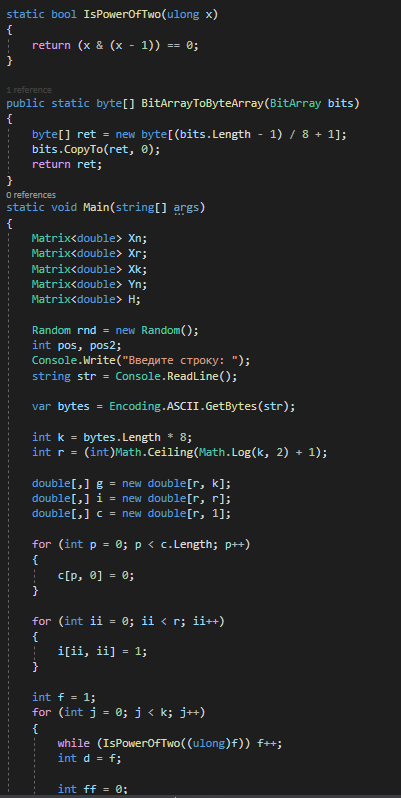 static bool IsPowerOfTwo(ulong x)
{
return (x & (x - 1)) == 0;
}
1 reference
public static byte[] BitArrayToByteArray(BitArray bits)
{
byte[] ret = new byte[(bits.Length - 1) / 8 + 1];
bits.CopyTo(ret, 0);
return ret;
}
0 references
static void Main(string[] args)
{
Matrix<double> Xn;
Matrix<double> Xr;
Matrix<double> Xk;
Matrix<double> Yn;
Matrix<double> H;
Random rnd = new Random();
int pos, pos2;
Console.Write("Введите строку: ");
string str = Console.ReadLine();
var bytes = Encoding.ASCII.GetBytes(str);
int k = bytes.Length * 8;
int r = (int)Math.Ceiling(Math.Log(k, 2) + 1);
double[,] g = new double[r, k];
double[,] i = new double[r, r];
double[,] c = new double[r, 1];
for (int p = 0; p < c.Length; p++)
{
c[p, 0] = 0;
}
for (int ii = 0; ii < r; ii++)
{
i[ii, ii] = 1;
}
int f = 1;
for (int j = 0; j < k; j++)
{
while (IsPowerOfTwo((ulong)f)) f++;
int d = f;
int ff = 0;